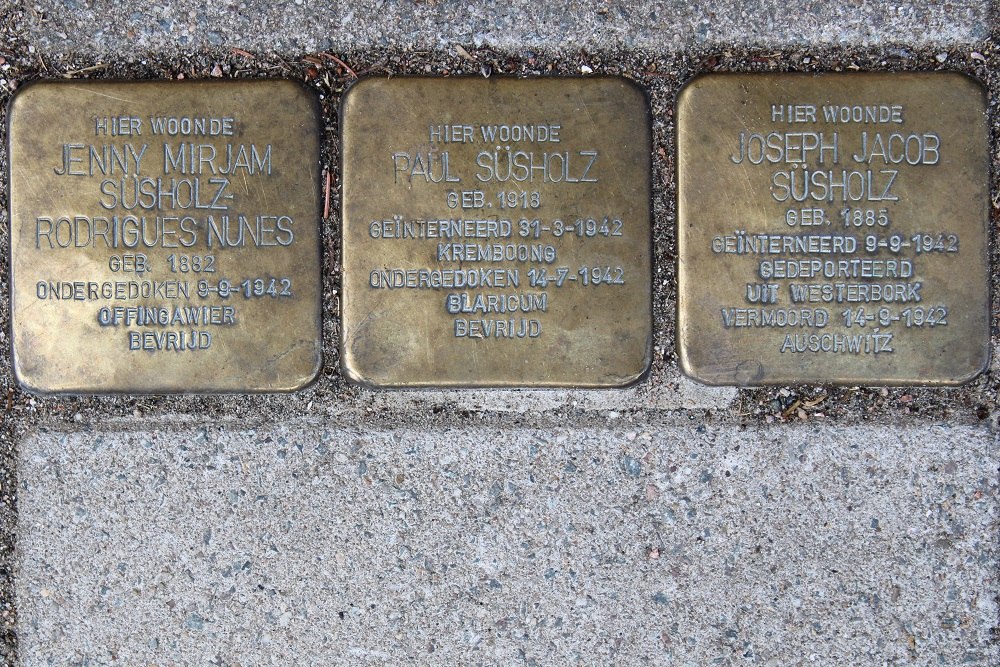 HIER WOONDE
JENNY MIRJAM
SÜSHOLZ-
RODRIGUES NUNES
GEB. 1882
ONDERGEDOKEN 9-9-1942
OFFINGAWIER
BEVRIJD
HIER WOONDE
PAUL SÜSHOLZ
GEB. 1918
GEÏNTERNEERD 31-3-1942
KREMBOONG
ONDERGEDOKEN 14-7-1942
BLARICUM
BEVRIJD
HIER WOONDE
JOSEPH JACOB
SÜSHOLZ
GEB. 1885
GEÏNTERNEERD 9-9-1942
GEDEPORTEERD
UIT WESTERBORK
VERMOORD 14-9-1942
AUSCHWITZ